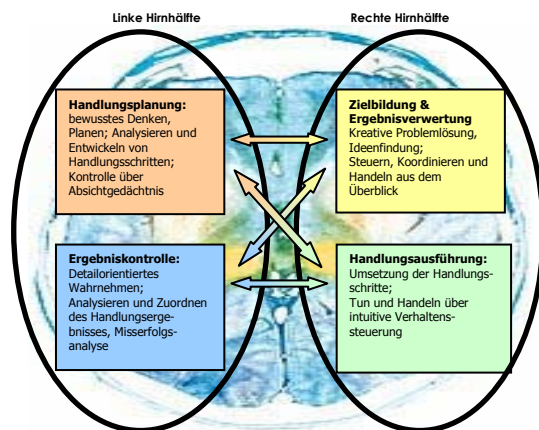 Linke Hirnhälfte
Rechte Hirnhälfte
Handlungsplanung:
bewusstes Denken,
Planen; Analysieren und
Entwickeln von
Handlungsschritten;
Kontrolle über
Absichtgedächtnis
Zielbildung &
Ergebnisverwertung
Kreative Problemlösung,
Ideenfindung;
Steuern, Koordinieren und
Handeln aus dem
Überblick
Ergebniskontrolle:
Detailorientiertes
Wahrnehmen;
Analysieren und Zuordnen
des Handlungserge-
bnisses, Misserfolgs-
analyse
Handlungsausführung:
Umsetzung der Handlungs-
schritte;
Tun und Handeln über
intuitive Verhaltens-
steuerung